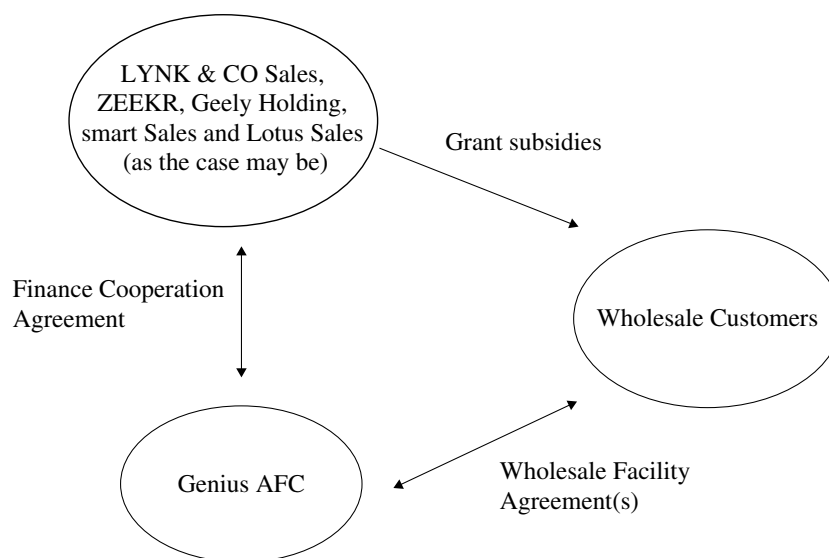 LYNK & CO Sales,
ZEEKR, Geely Holding,
smart Sales and Lotus Sales
(as the case may be)
Grant subsidies
Finance Cooperation
Agreement
Wholesale Customers
Genius AFC
Wholesale Facility
Agreement(s)